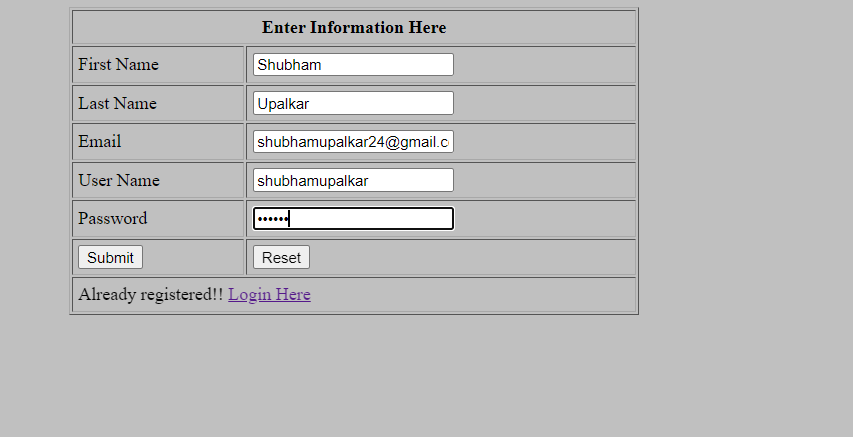 Enter Information Here
First Name Shubham
Last Name Upalkar
Email shubhamupalkar24@gmail.c
User Name shubhamupalkar
Password ••••••
Submit Reset
Already registered!! Login Here